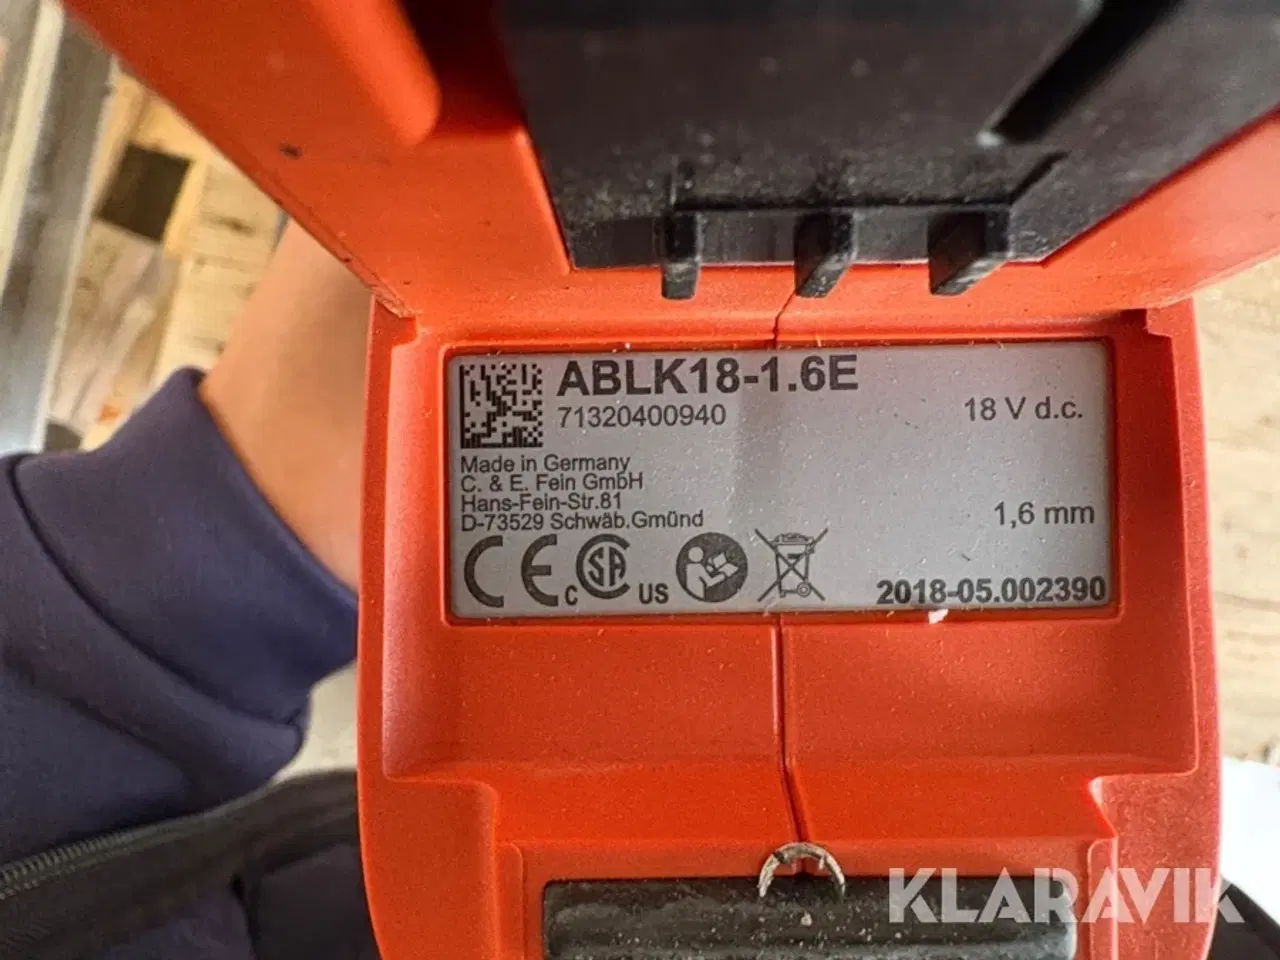 ABLK18-1.6E
71320400940
18 V d.c.
Made in Germany
C. & E. Fein GmbH
Hans-Fein-Str.81
D-73529 Schwäb.Gmünd
1,6 mm
CE C SA US
2018-05.002390
KLARAVIK